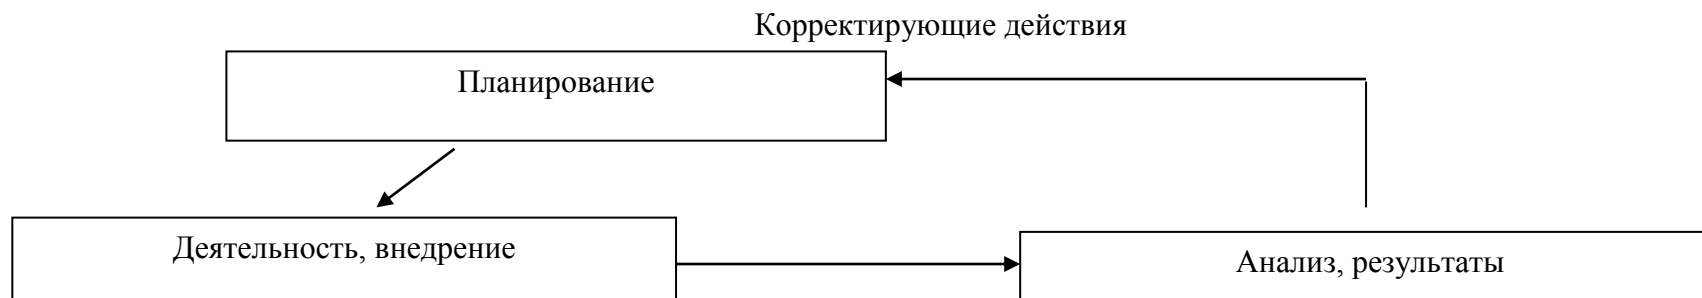 Корректирующие действия
Планирование
Деятельность, внедрение
Анализ, результаты